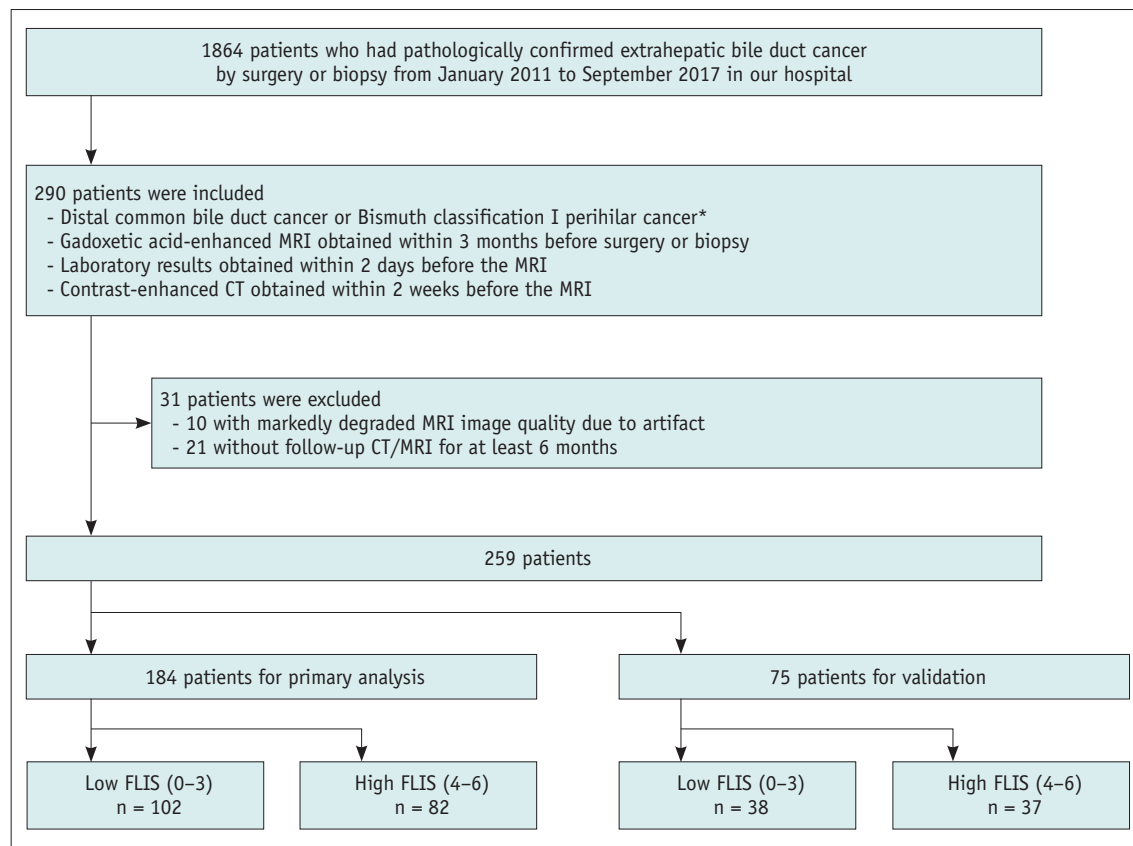 1864 patients who had pathologically confirmed extrahepatic bile duct cancer
by surgery or biopsy from January 2011 to September 2017 in our hospital
290 patients were included
- Distal common bile duct cancer or Bismuth classification I perihilar cancer*
- Gadoxetic acid-enhanced MRI obtained within 3 months before surgery or biopsy
- Laboratory results obtained within 2 days before the MRI
- Contrast-enhanced CT obtained within 2 weeks before the MRI
31 patients were excluded
- 10 with markedly degraded MRI image quality due to artifact
- 21 without follow-up CT/MRI for at least 6 months
259 patients
184 patients for primary analysis
75 patients for validation
Low FLIS (0–3)
n = 102
High FLIS (4–6)
n = 82
Low FLIS (0–3)
n = 38
High FLIS (4–6)
n = 37